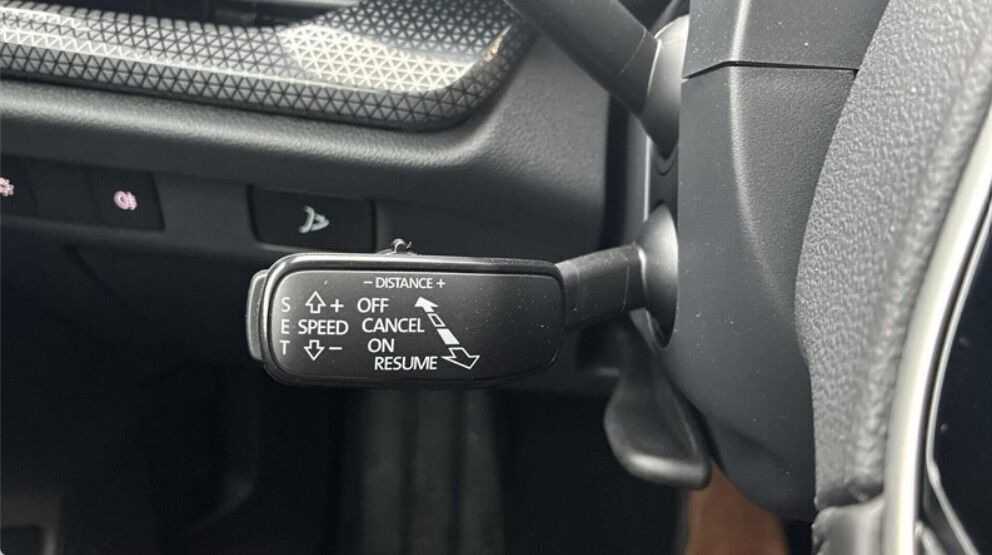 − DISTANCE +
S + OFF
E SPEED CANCEL
T − ON
RESUME